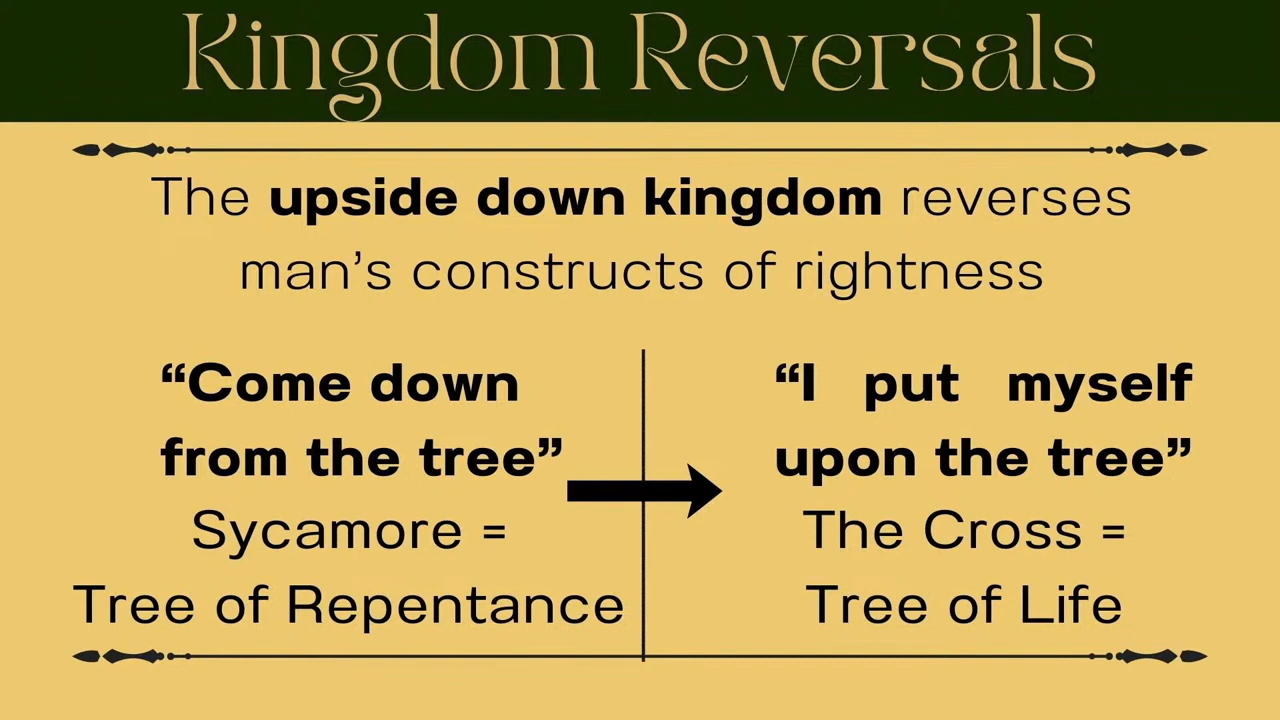 Kingdom Reversals
The upside down kingdom reverses
man’s constructs of rightness
“Come down
from the tree”
Sycamore =
Tree of Repentance
“I put myself
upon the tree”
The Cross =
Tree of Life